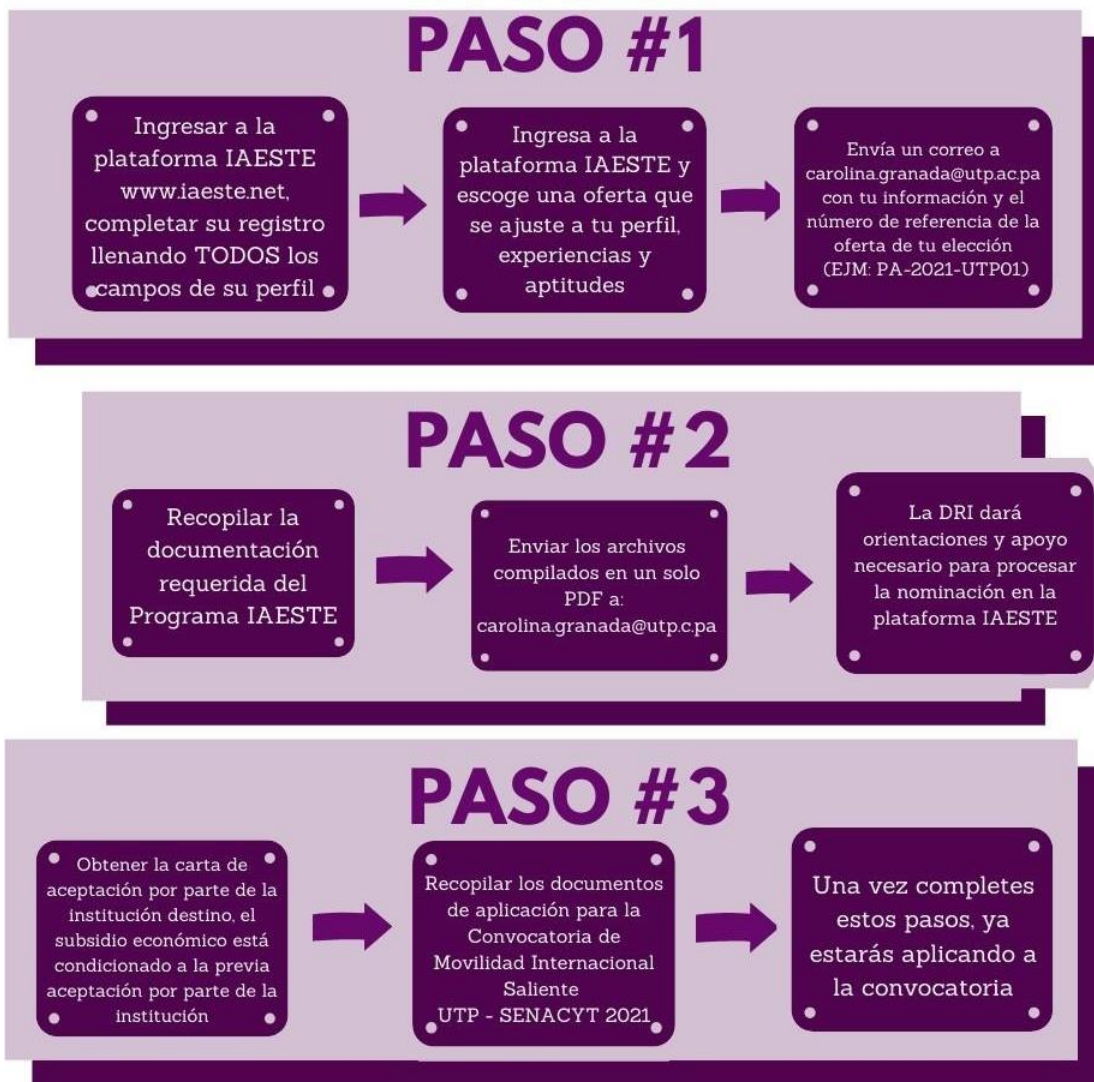 PASO #1
Ingresar a la
plataforma IAESTE
www.iaeste.net,
completar su registro
llenando TODOS los
campos de su perfil
Ingresa a la
plataforma IAESTE y
escoge una oferta que
se ajuste a tu perfil,
experiencias y
aptitudes
Envía un correo a
carolina.granada@utp.ac.pa
con tu información y el
número de referencia de la
oferta de tu elección
(EJM: PA-2021-UTP01)
PASO #2
Recopilar la
documentación
requerida del
Programa IAESTE
Enviar los archivos
compilados en un solo
PDF a:
carolina.granada@utp.c.pa
La DRI dará
orientaciones y apoyo
necesario para procesar
la nominación en la
plataforma IAESTE
PASO #3
Obtener la carta de
aceptación por parte de la
institución destino, el
subsidio económico está
condicionado a la previa
aceptación por parte de la
institución
Recopilar los documentos
de aplicación para la
Convocatoria de
Movilidad Internacional
Saliente
UTP - SENACYT 2021
Una vez completes
estos pasos, ya
estarás aplicando a
la convocatoria